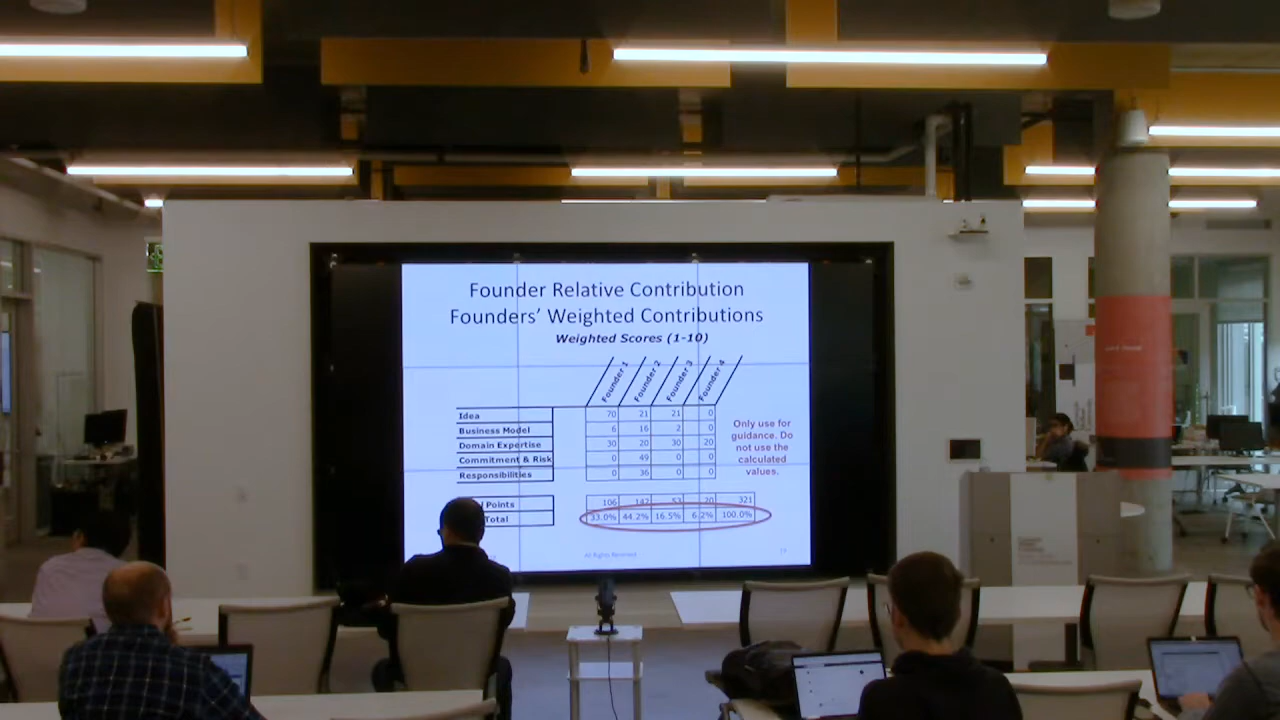 Founder Relative Contribution
Founders' Weighted Contributions
Weighted Scores (1-10)
Founder 1 Founder 2 Founder 3 Founder 4
Idea 70 21 21 0
Business Model 6 16 2 0
Domain Expertise 30 20 30 20
Commitment & Risk 0 49 0 0
Responsibilities 0 36 0 0
Only use for
guidance. Do
not use the
calculated
values.
Points 106 142 53 20 321
Total 33.0% 44.2% 16.5% 6.2% 100.0%
All Rights Reserved